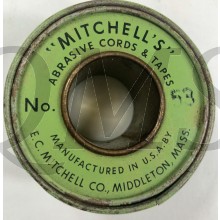 "MITCHELL'S"
ABRASIVE CORDS & TAPES
No. 53
MANUFACTURED IN U.S.A. BY
E.C. MITCHELL CO., MIDDLETON, MASS.